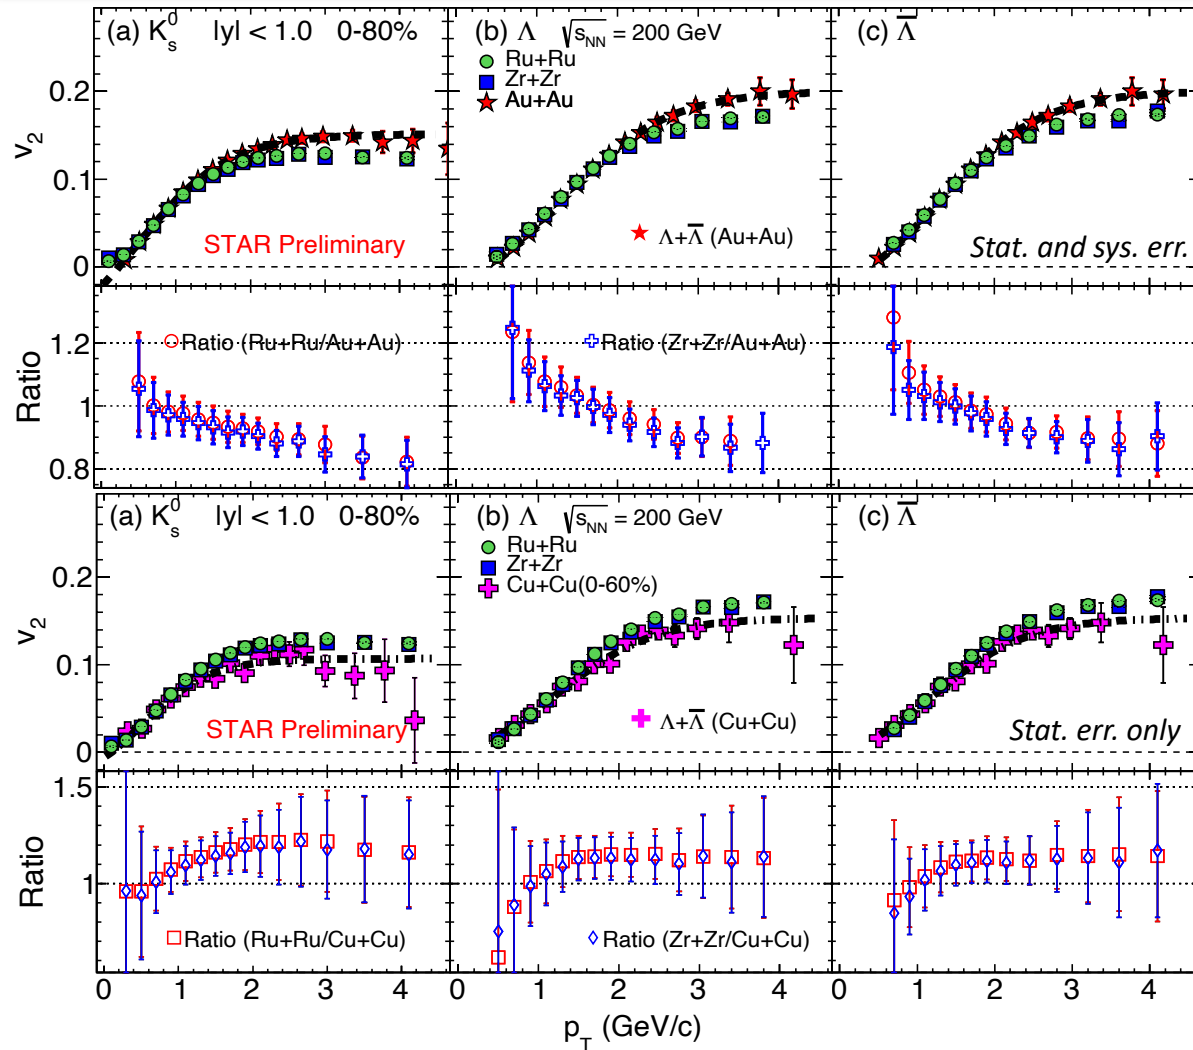 (a) K⁰ₛ |y| < 1.0 0-80%
(b) Λ √sNN = 200 GeV
(c) Λ̅
Ru+Ru
Zr+Zr
Au+Au
v₂
0.2
0.1
0
STAR Preliminary
Λ+Λ̅ (Au+Au)
Stat. and sys. err.
Ratio
1.2
1
0.8
Ratio (Ru+Ru/Au+Au)
Ratio (Zr+Zr/Au+Au)
(a) K⁰ₛ |y| < 1.0 0-80%
(b) Λ √sNN = 200 GeV
(c) Λ̅
Ru+Ru
Zr+Zr
Cu+Cu(0-60%)
v₂
0.2
0.1
0
STAR Preliminary
Λ+Λ̅ (Cu+Cu)
Stat. err. only
Ratio
1.5
1
Ratio (Ru+Ru/Cu+Cu)
Ratio (Zr+Zr/Cu+Cu)
0 1 2 3 4 0 1 2 3 4 0 1 2 3 4
p_T (GeV/c)